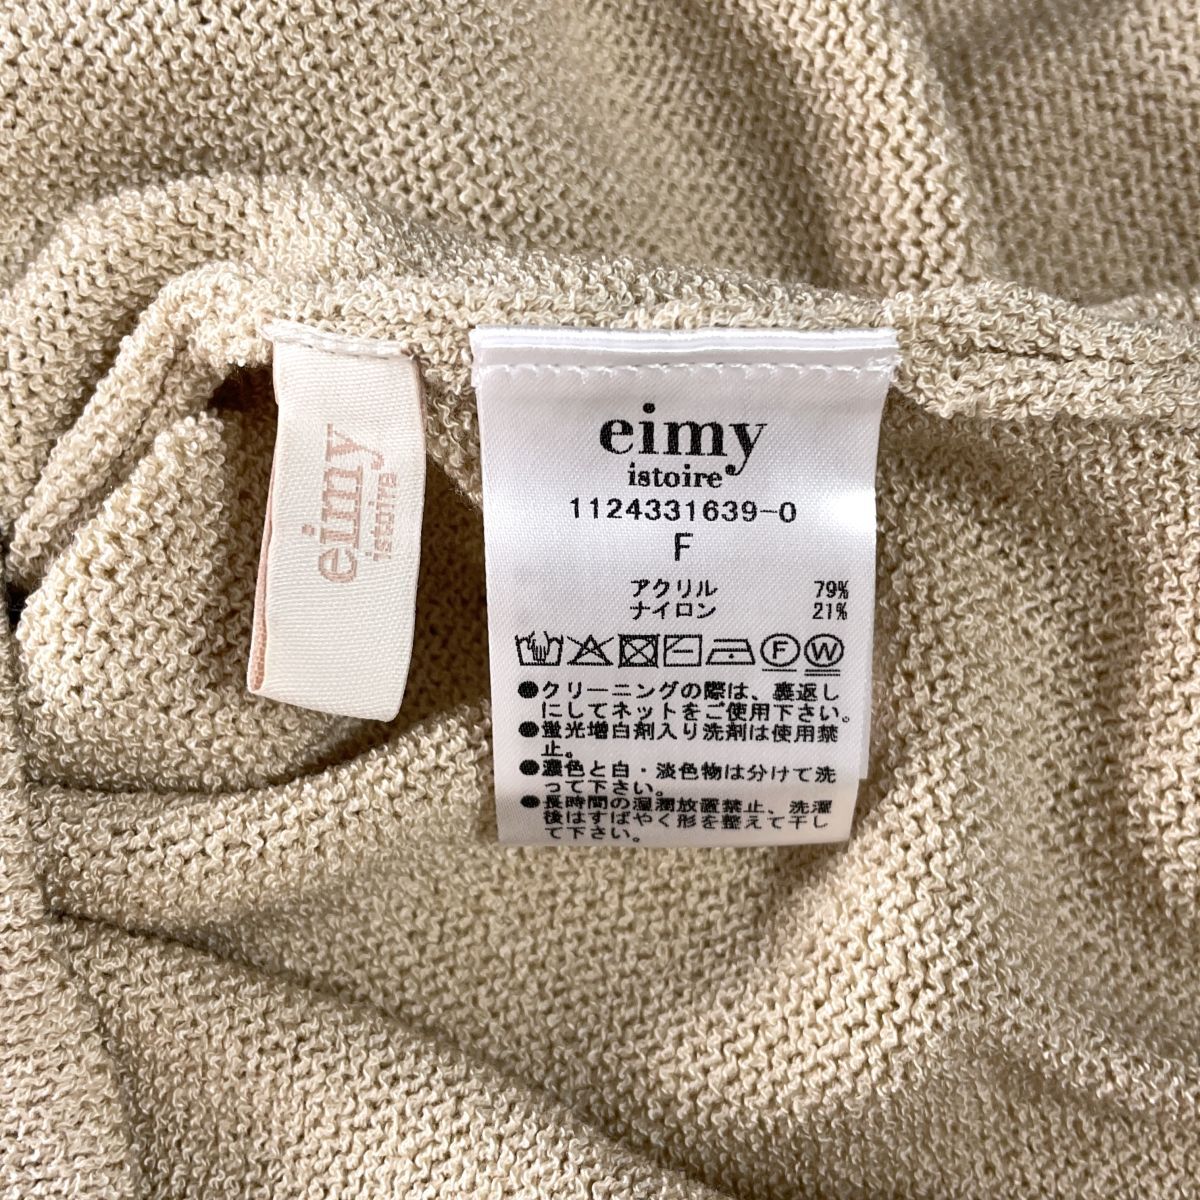 eimy
istoire
eimy
istoire
1124331639-0
F
アクリル 79%
ナイロン 21%
F W
●クリーニングの際は、裏返し
にしてネットをご使用下さい。
●蛍光増白剤入り洗剤は使用禁
止。
●濃色と白・淡色物は分けて洗
って下さい。
●長時間の湿潤放置禁止、洗濯
後はすばやく形を整えて干し
て下さい。